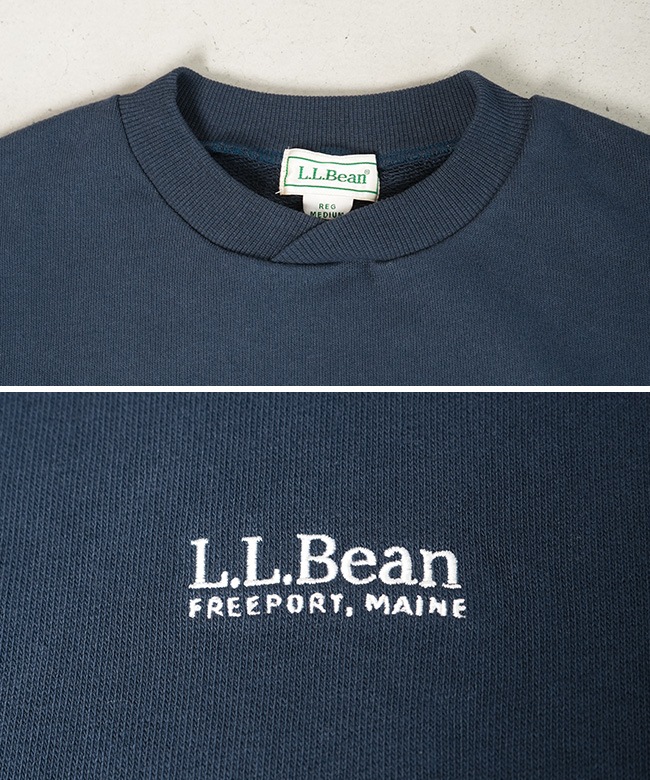 L.L.Bean®
REG
MEDIUM
L.L.Bean
FREEPORT, MAINE